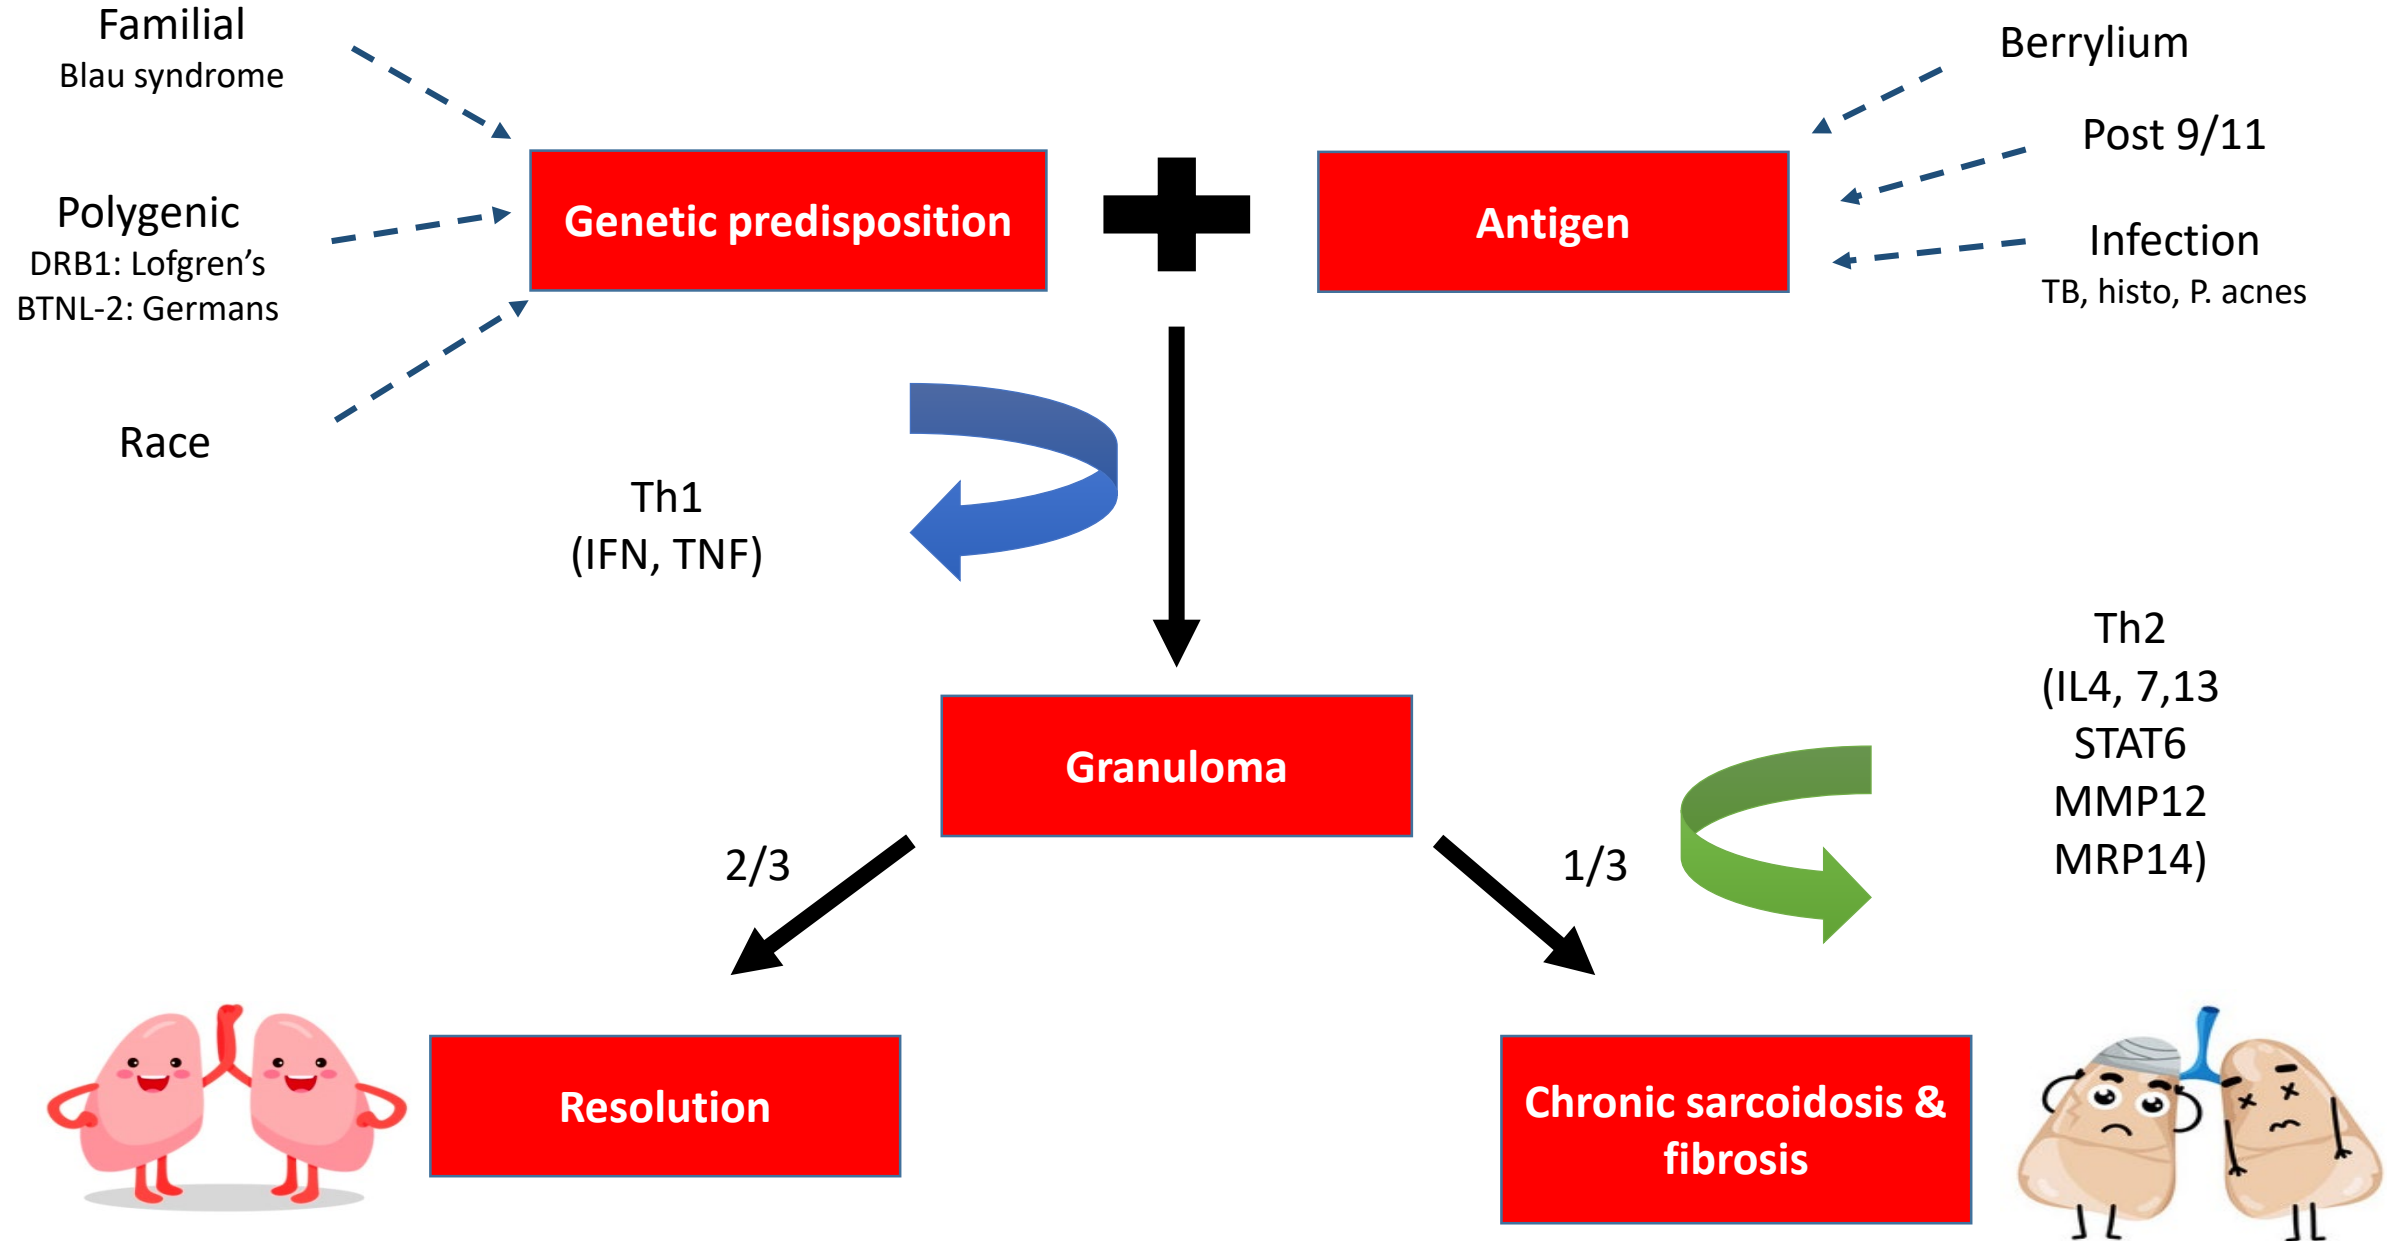 Familial
Blau syndrome
Polygenic
DRB1: Lofgren’s
BTNL-2: Germans
Race
Genetic predisposition
Antigen
Berrylium
Post 9/11
Infection
TB, histo, P. acnes
Th1
(IFN, TNF)
Granuloma
Th2
(IL4, 7,13
STAT6
MMP12
MRP14)
2/3
1/3
Resolution
Chronic sarcoidosis &
fibrosis